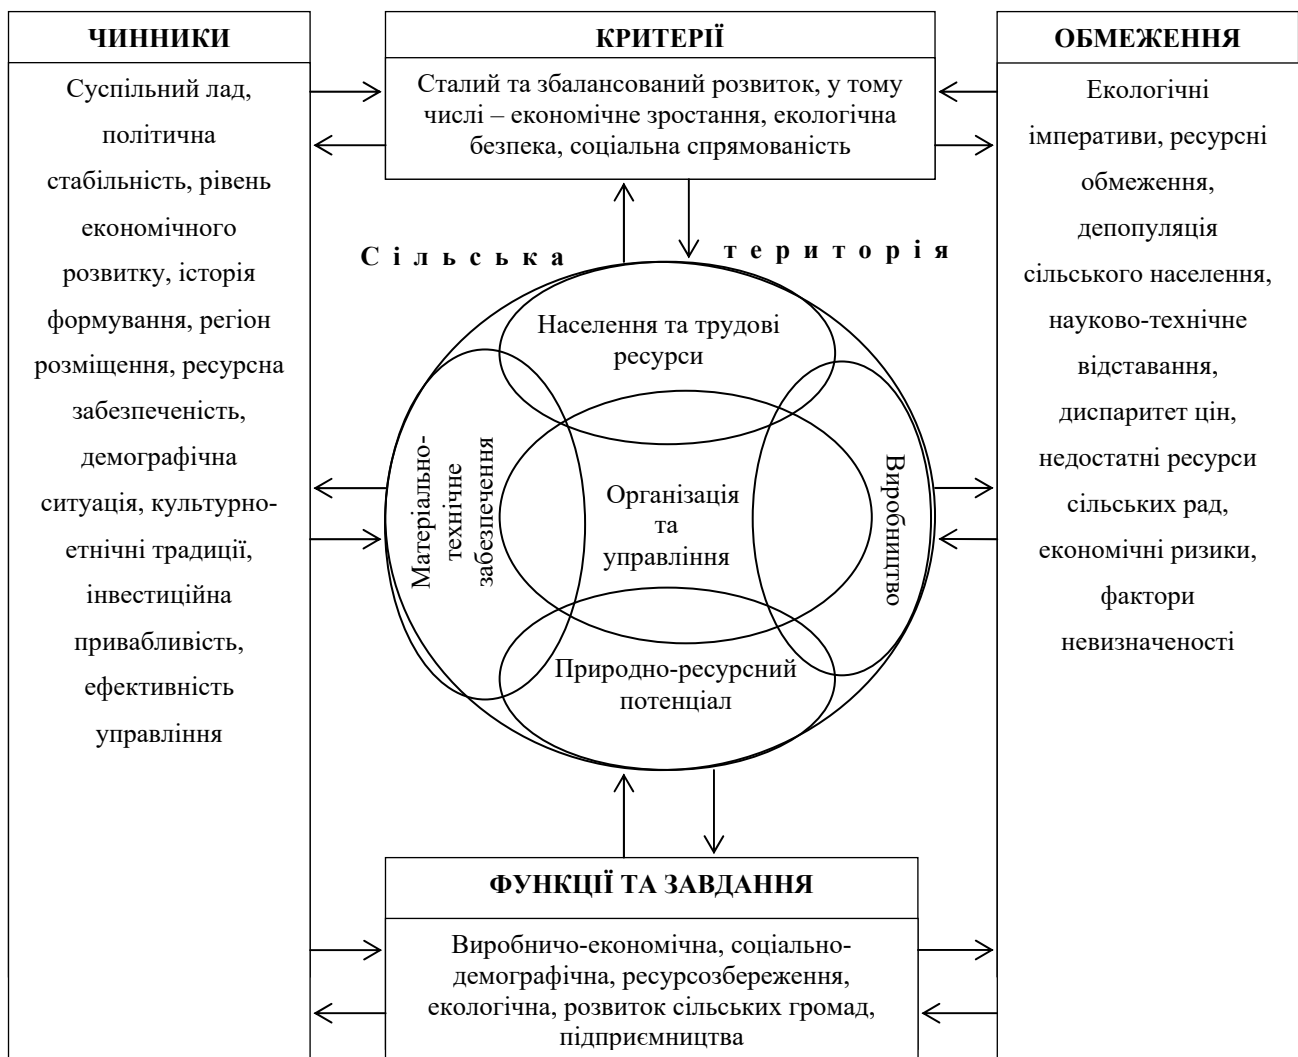 ЧИННИКИ
Суспільний лад,
політична
стабільність, рівень
економічного
розвитку, історія
формування, регіон
розміщення, ресурсна
забезпеченість,
демографічна
ситуація, культурно-
етнічні традиції,
інвестиційна
привабливість,
ефективність
управління
КРИТЕРІЇ
Сталий та збалансований розвиток, у тому
числі – економічне зростання, екологічна
безпека, соціальна спрямованість
Сільська територія
Населення та трудові
ресурси
Матеріально-
технічне
забезпечення
Організація
та
управління
Виробництво
Природно-ресурсний
потенціал
ФУНКЦІЇ ТА ЗАВДАННЯ
Виробничо-економічна, соціально-
демографічна, ресурсозбереження,
екологічна, розвиток сільських громад,
підприємництва
ОБМЕЖЕННЯ
Екологічні
імперативи, ресурсні
обмеження,
депопуляція
сільського населення,
науково-технічне
відставання,
диспаритет цін,
недостатні ресурси
сільських рад,
економічні ризики,
фактори
невизначеності